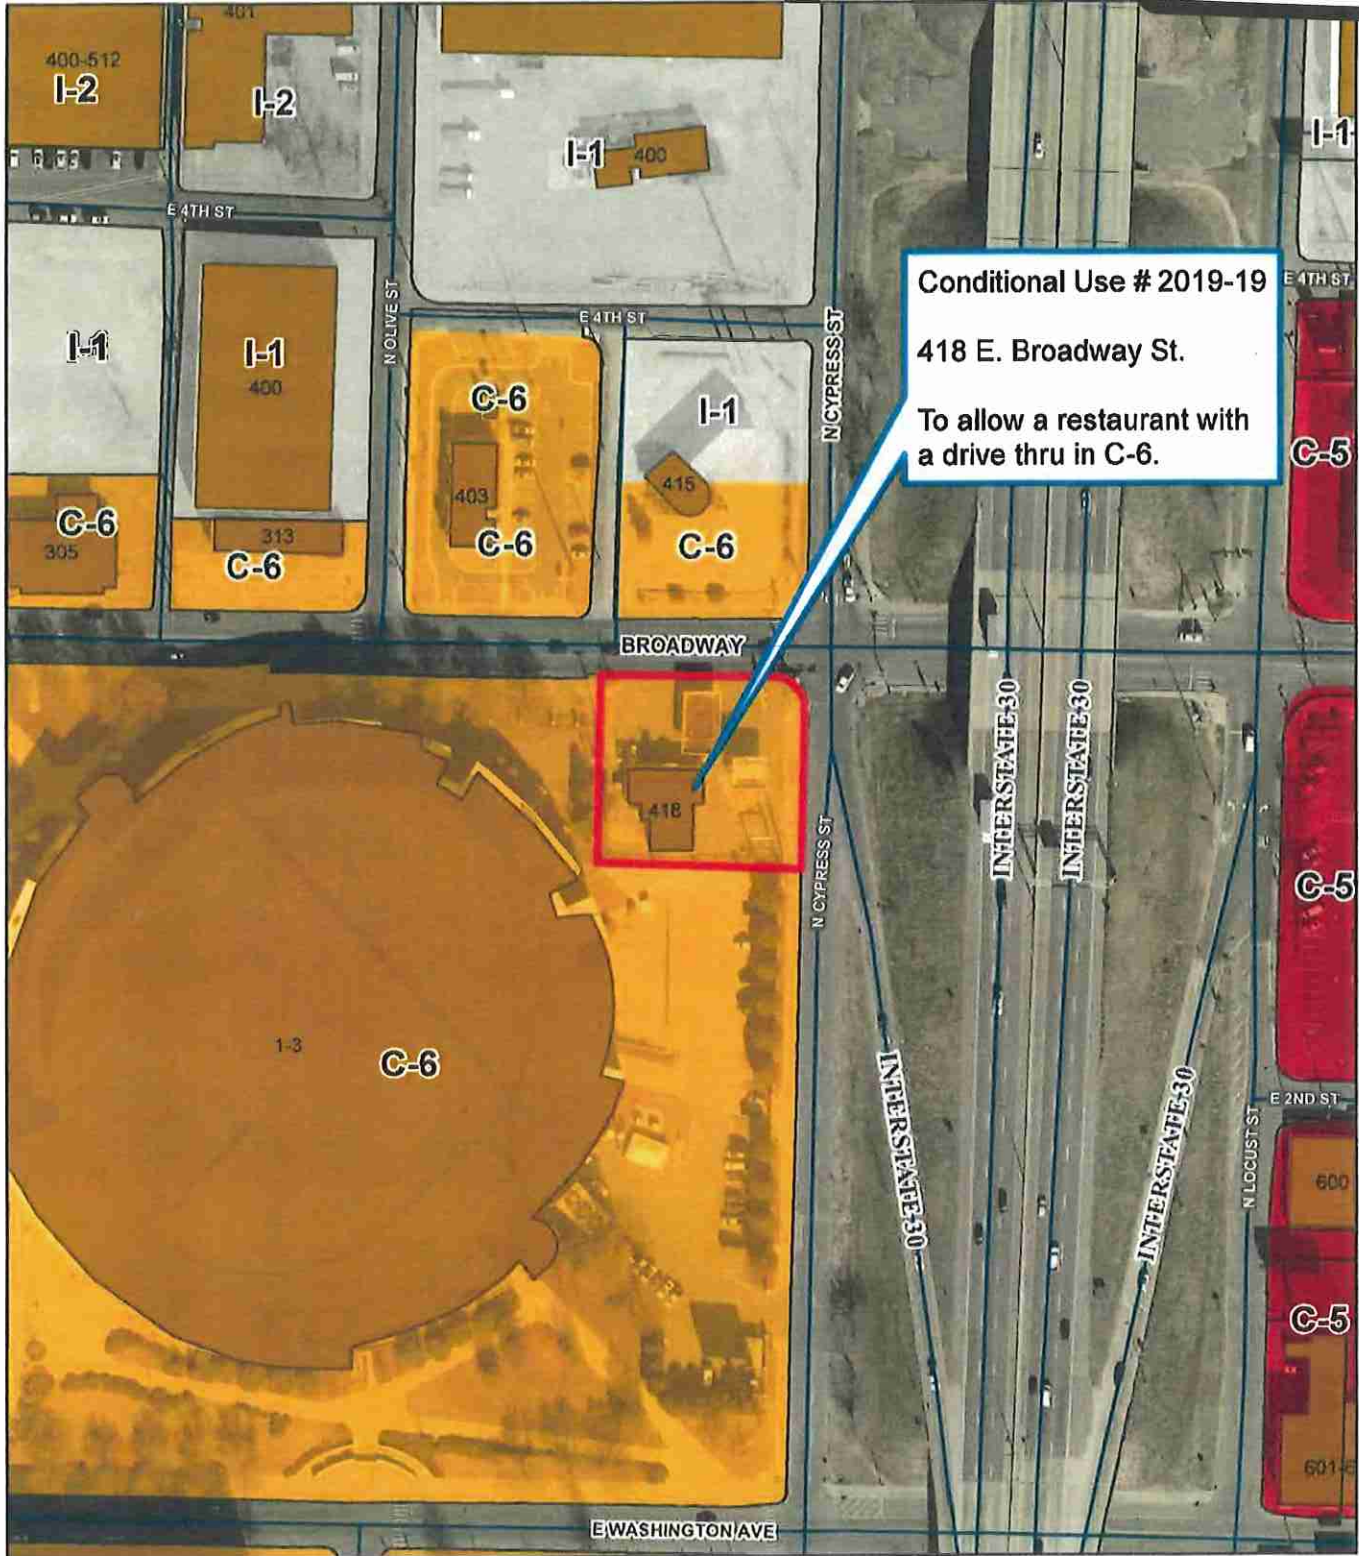 401
400-512
I-2
I-2
I-1
400
I-1
E 4TH ST
Conditional Use # 2019-19
418 E. Broadway St.
To allow a restaurant with
a drive thru in C-6.
E 4TH ST
N OLIVE ST
E 4TH ST
N CYPRESS ST
I-1
I-1
400
C-6
I-1
C-5
403
415
C-6
305
313
C-6
C-6
C-6
BROADWAY
INTERSTATE 30
INTERSTATE 30
418
N CYPRESS ST
C-5
1-3
C-6
INTERSTATE 30
INTERSTATE 30
E 2ND ST
N LOCUST ST
600
C-5
E WASHINGTON AVE